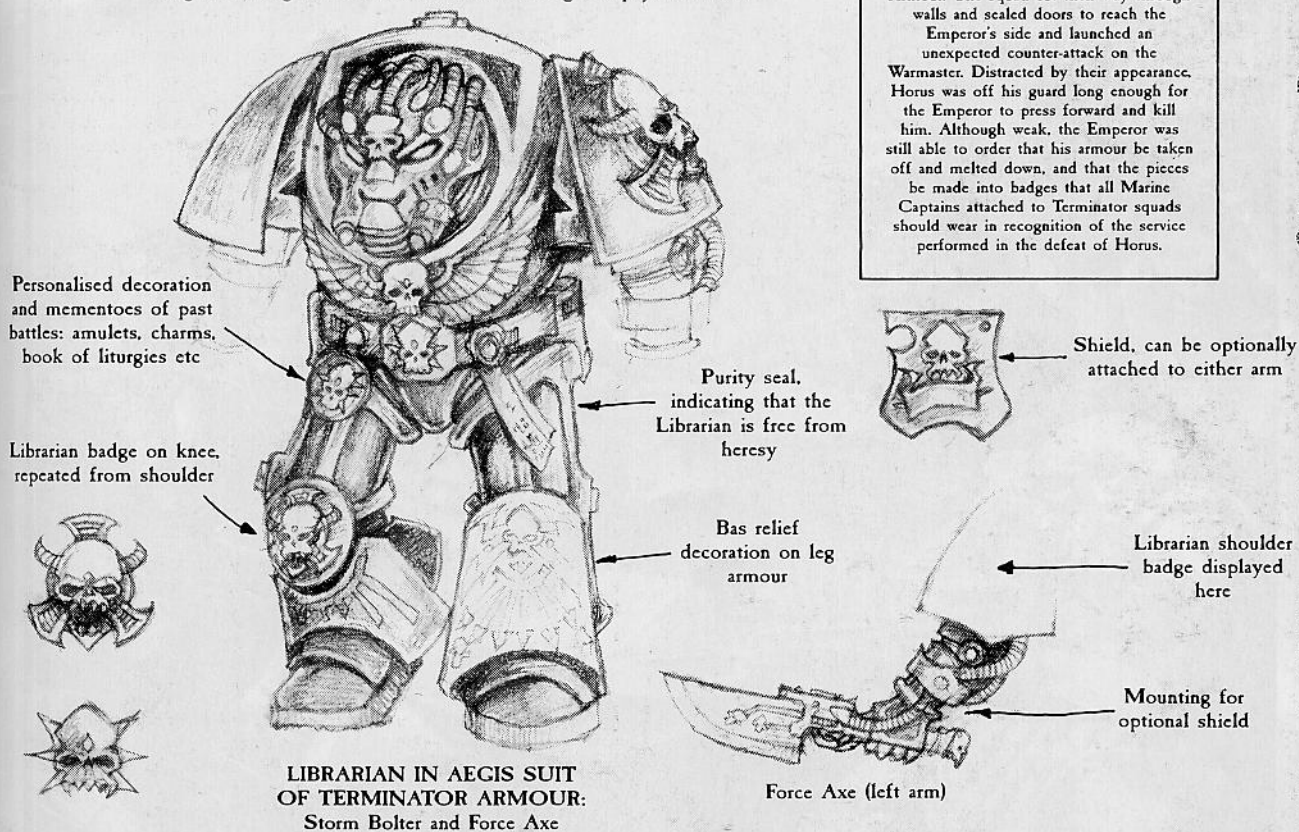 walls and sealed doors to reach the
Emperor's side and launched an
unexpected counter-attack on the
Warmaster. Distracted by their appearance,
Horus was off his guard long enough for
the Emperor to press forward and kill
him. Although weak, the Emperor was
still able to order that his armour be taken
off and melted down, and that the pieces
be made into badges that all Marine
Captains attached to Terminator squads
should wear in recognition of the service
performed in the defeat of Horus.
Personalised decoration
and mementoes of past
battles: amulets, charms,
book of liturgies etc
Purity seal,
indicating that the
Librarian is free from
heresy
Shield, can be optionally
attached to either arm
Librarian badge on knee,
repeated from shoulder
Bas relief
decoration on leg
armour
Librarian shoulder
badge displayed
here
Mounting for
optional shield
LIBRARIAN IN AEGIS SUIT
OF TERMINATOR ARMOUR:
Storm Bolter and Force Axe
Force Axe (left arm)